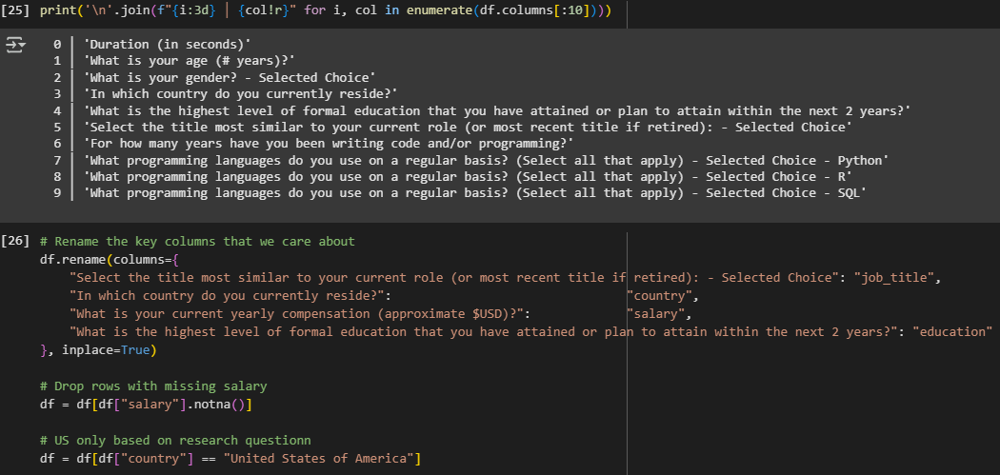 [25] print('\n'.join(f"{i:3d} | {col!r}" for i, col in enumerate(df.columns[:10])))
0 | 'Duration (in seconds)'
1 | 'What is your age (# years)?'
2 | 'What is your gender? - Selected Choice'
3 | 'In which country do you currently reside?'
4 | 'What is the highest level of formal education that you have attained or plan to attain within the next 2 years?'
5 | 'Select the title most similar to your current role (or most recent title if retired): - Selected Choice'
6 | 'For how many years have you been writing code and/or programming?'
7 | 'What programming languages do you use on a regular basis? (Select all that apply) - Selected Choice - Python'
8 | 'What programming languages do you use on a regular basis? (Select all that apply) - Selected Choice - R'
9 | 'What programming languages do you use on a regular basis? (Select all that apply) - Selected Choice - SQL'
[26] # Rename the key columns that we care about
df.rename(columns={
"Select the title most similar to your current role (or most recent title if retired): - Selected Choice": "job_title",
"In which country do you currently reside?": "country",
"What is your current yearly compensation (approximate $USD)?": "salary",
"What is the highest level of formal education that you have attained or plan to attain within the next 2 years?": "education"
}, inplace=True)
# Drop rows with missing salary
df = df[df["salary"].notna()]
# US only based on research questionn
df = df[df["country"] == "United States of America"]